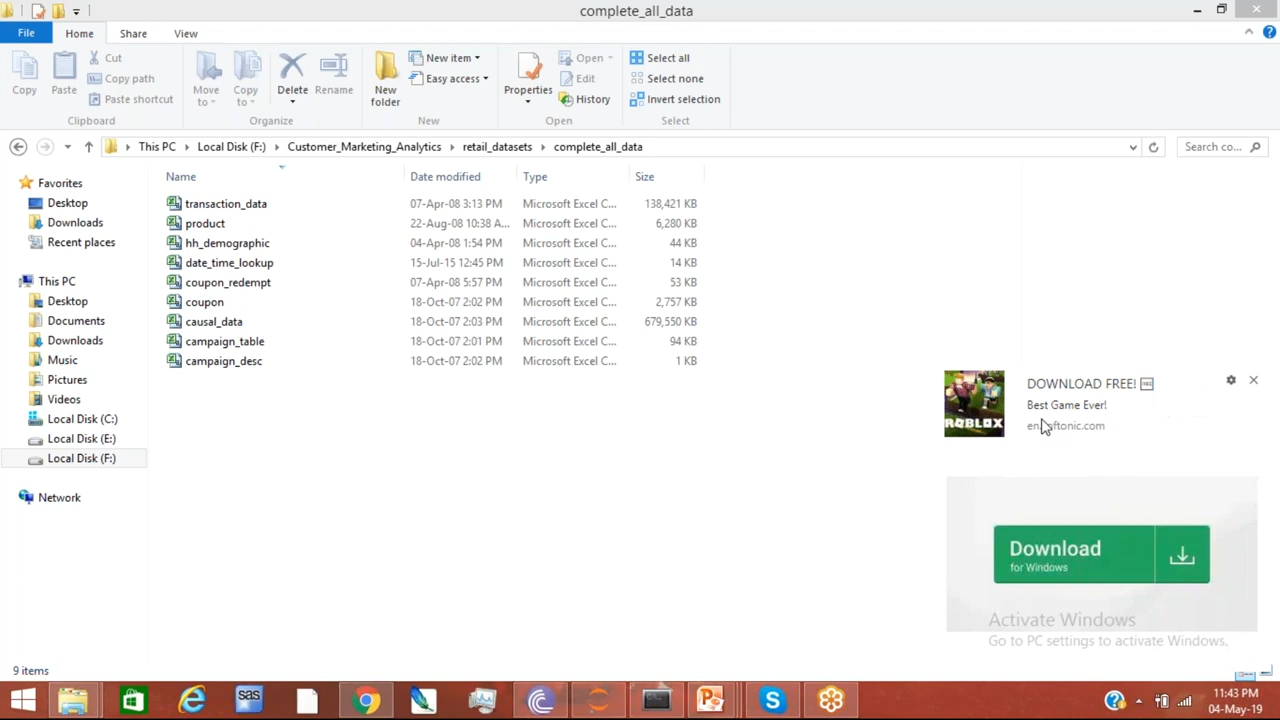 complete_all_data
File Home Share View
Copy
Paste
Cut
Copy path
Paste shortcut
Clipboard
Move to
Copy to
Delete
Rename
Organize
New folder
New item
Easy access
New
Properties
Open
Edit
History
Open
Select all
Select none
Invert selection
Select
This PC Local Disk (F:) Customer_Marketing_Analytics retail_datasets complete_all_data
Search co...
Favorites
Desktop
Downloads
Recent places
This PC
Desktop
Documents
Downloads
Music
Pictures
Videos
Local Disk (C:)
Local Disk (E:)
Local Disk (F:)
Network
Name Date modified Type Size
transaction_data 07-Apr-08 3:13 PM Microsoft Excel C... 138,421 KB
product 22-Aug-08 10:38 A... Microsoft Excel C... 6,280 KB
hh_demographic 04-Apr-08 1:54 PM Microsoft Excel C... 44 KB
date_time_lookup 15-Jul-15 12:45 PM Microsoft Excel C... 14 KB
coupon_redempt 07-Apr-08 5:57 PM Microsoft Excel C... 53 KB
coupon 18-Oct-07 2:02 PM Microsoft Excel C... 2,757 KB
causal_data 18-Oct-07 2:03 PM Microsoft Excel C... 679,550 KB
campaign_table 18-Oct-07 2:01 PM Microsoft Excel C... 94 KB
campaign_desc 18-Oct-07 2:02 PM Microsoft Excel C... 1 KB
ROBLOX
DOWNLOAD FREE!
Best Game Ever!
Download
for Windows
Activate Windows
Go to PC settings to activate Windows.
9 items
sas
11:43 PM
04-May-19